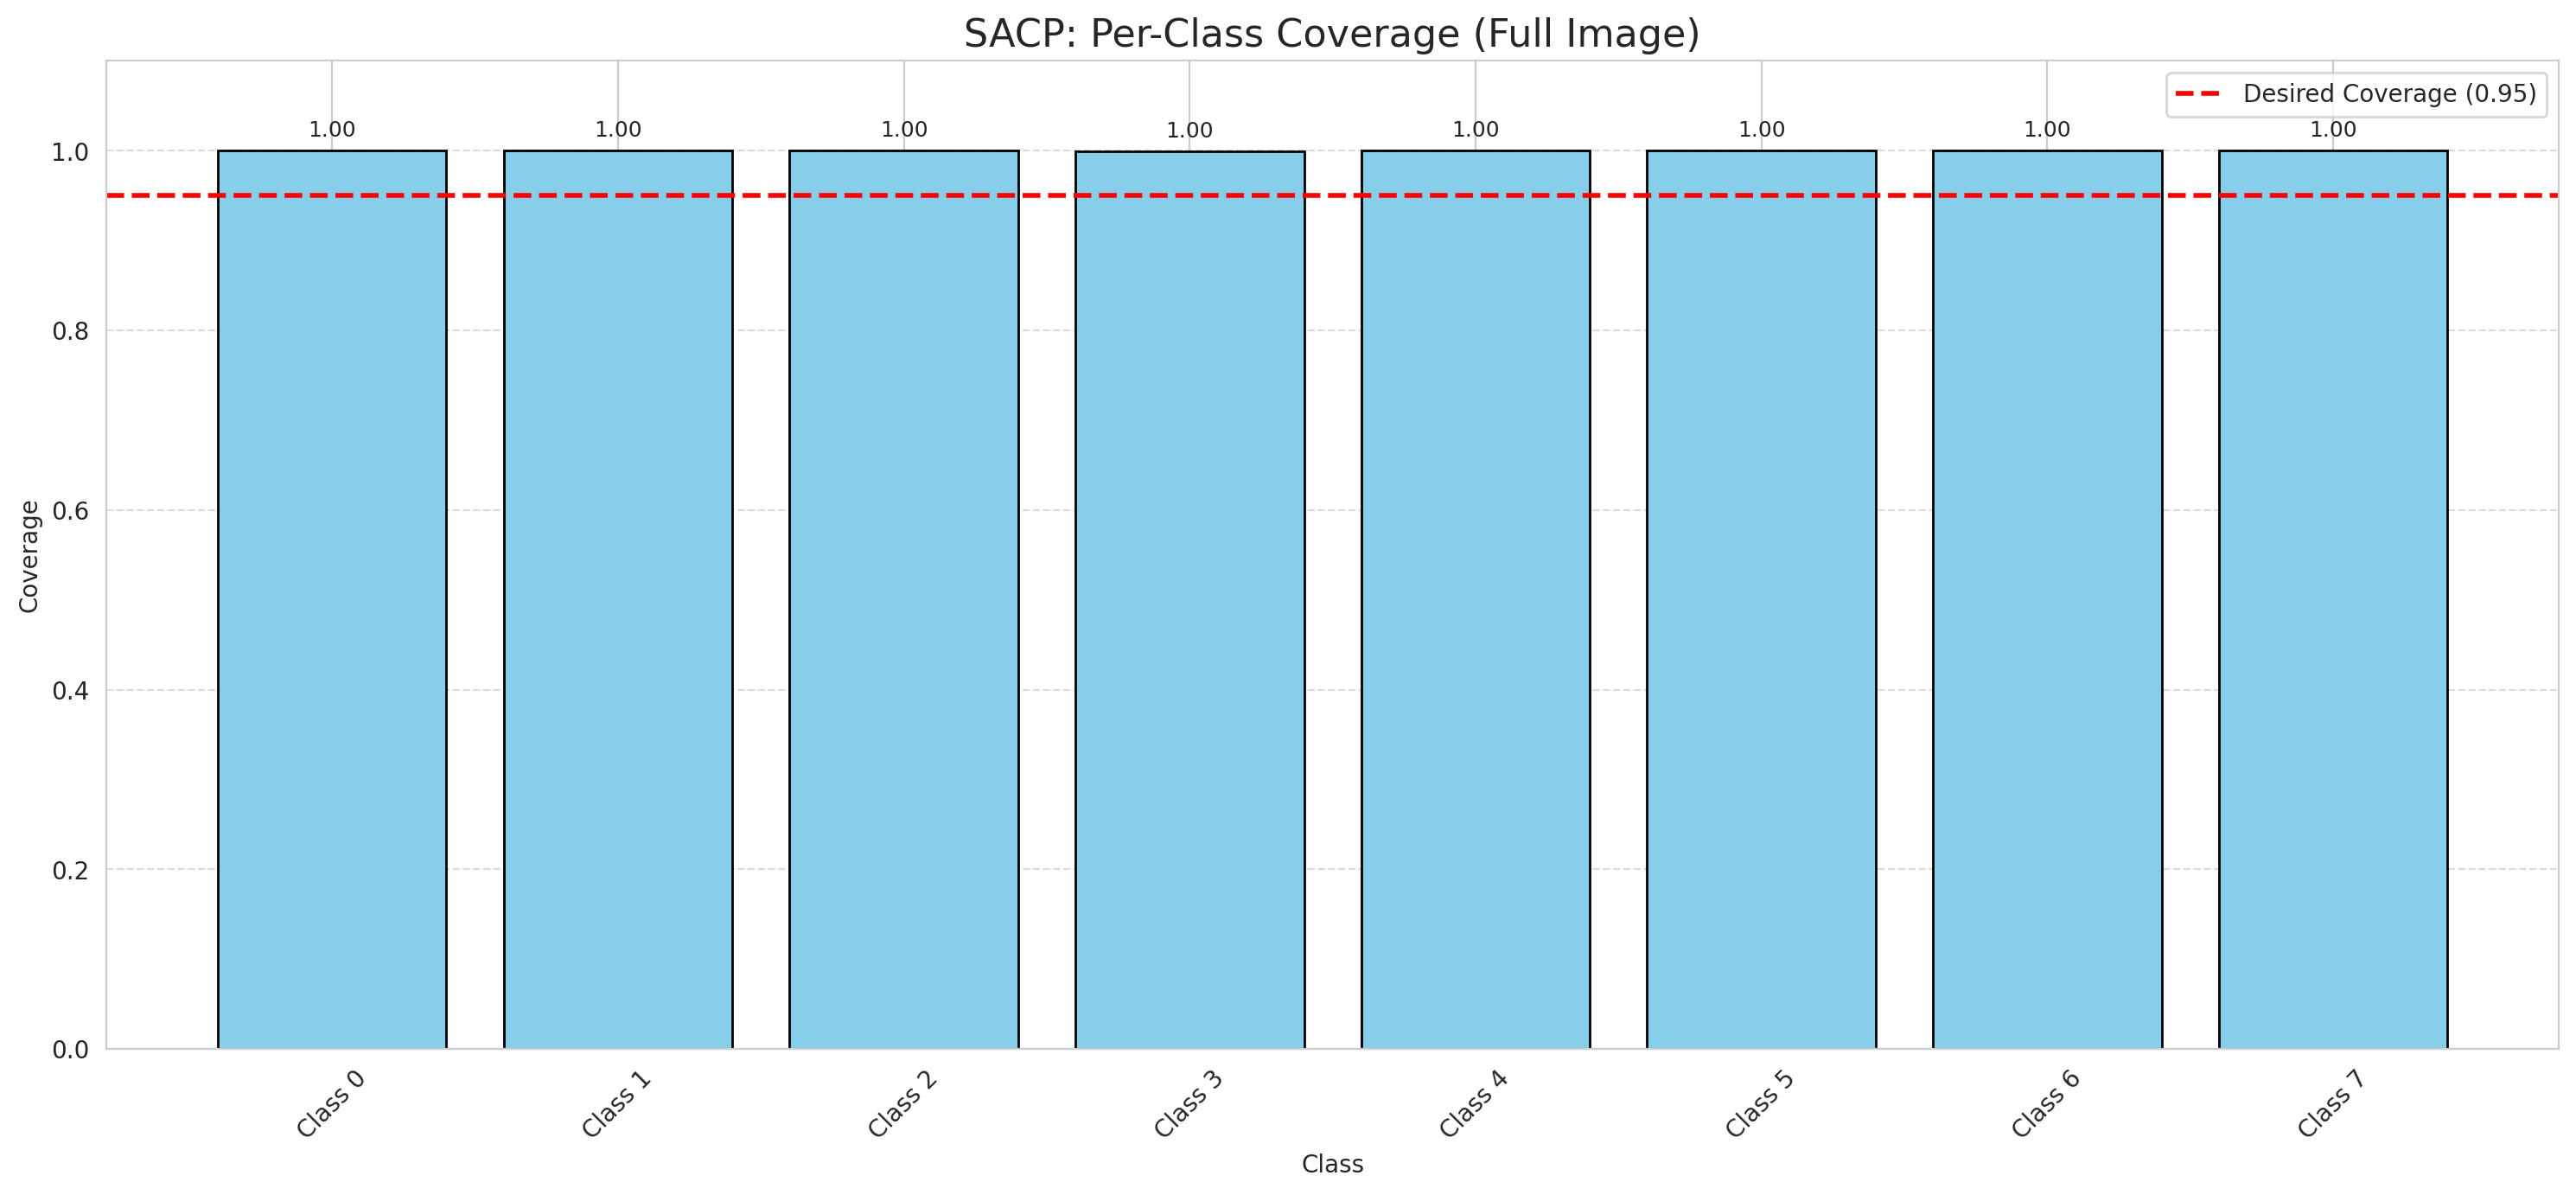 SACP: Per-Class Coverage (Full Image)
Desired Coverage (0.95)
1.00 1.00 1.00 1.00 1.00 1.00 1.00 1.00
1.0
0.8
0.6
0.4
0.2
0.0
Coverage
Class 0 Class 1 Class 2 Class 3 Class 4 Class 5 Class 6 Class 7
Class